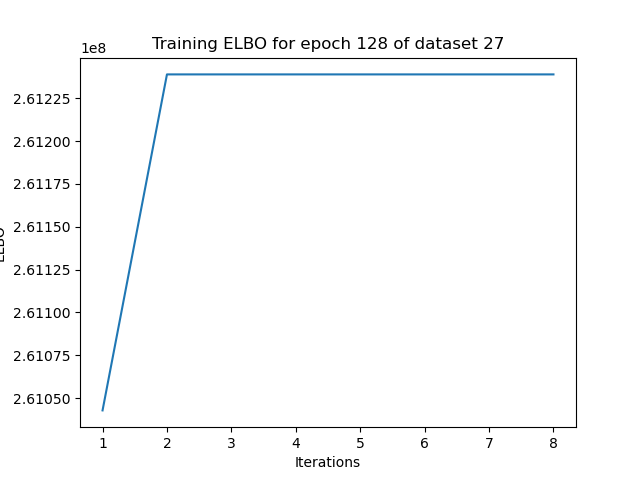 Training ELBO for epoch 128 of dataset 27
1e8
2.61225
2.61200
2.61175
2.61150
2.61125
2.61100
2.61075
2.61050
ELBO
1 2 3 4 5 6 7 8
Iterations